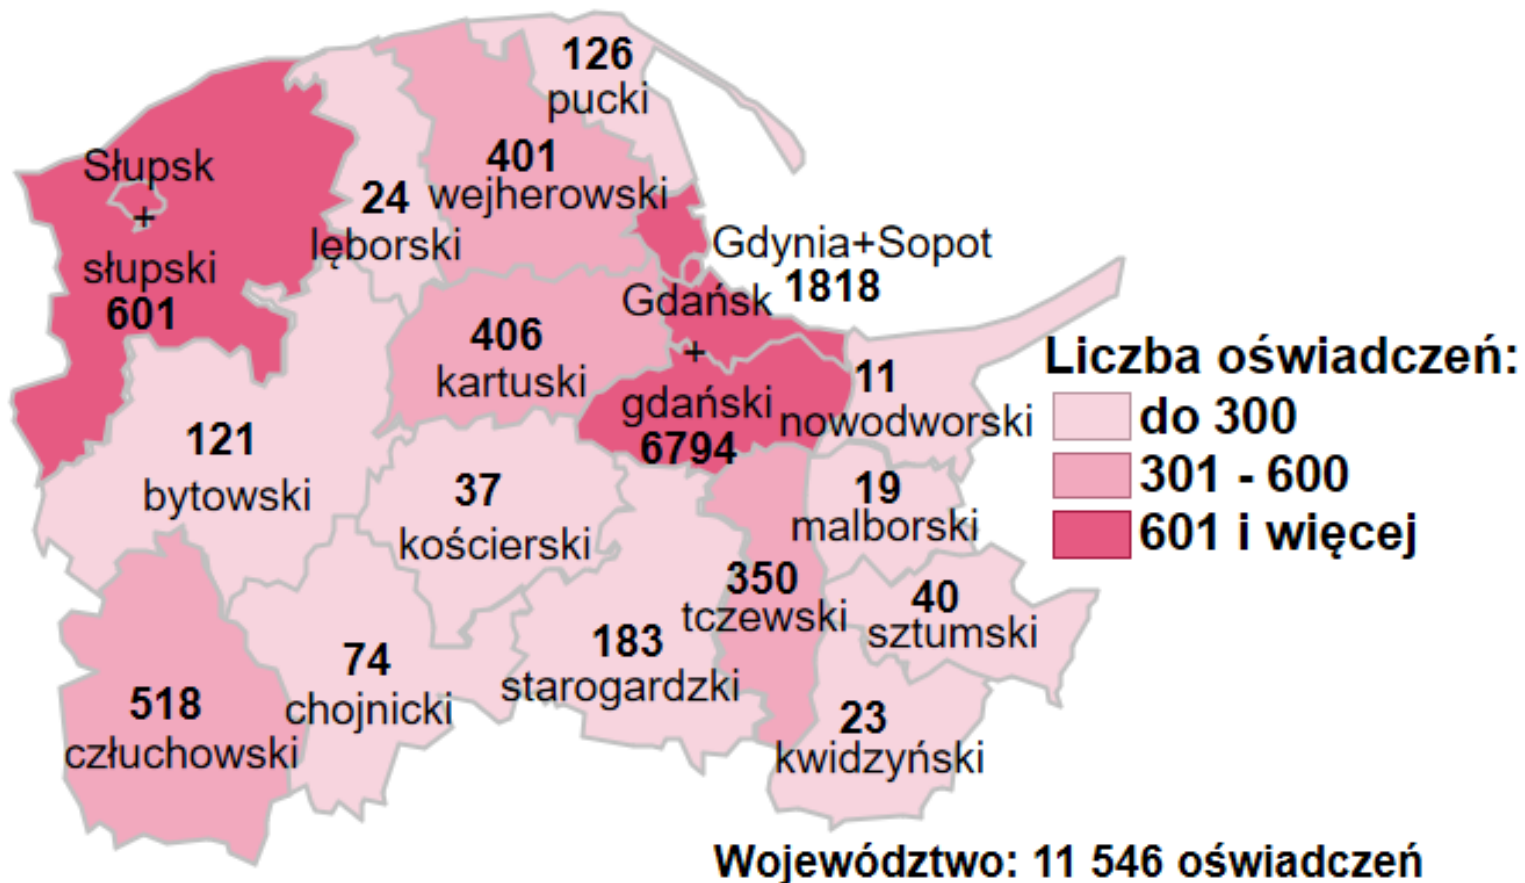 126
pucki
401
wejherowski
Słupsk
+
słupski
601
24
lęborski
Gdynia+Sopot
1818
Gdańsk
+
gdański
6794
406
kartuski
11
nowodworski
121
bytowski
37
kościerski
19
malborski
350
tczewski
40
sztumski
183
starogardzki
74
chojnicki
518
człuchowski
23
kwidzyński
Liczba oświadczeń:
do 300
301 - 600
601 i więcej
Województwo: 11 546 oświadczeń